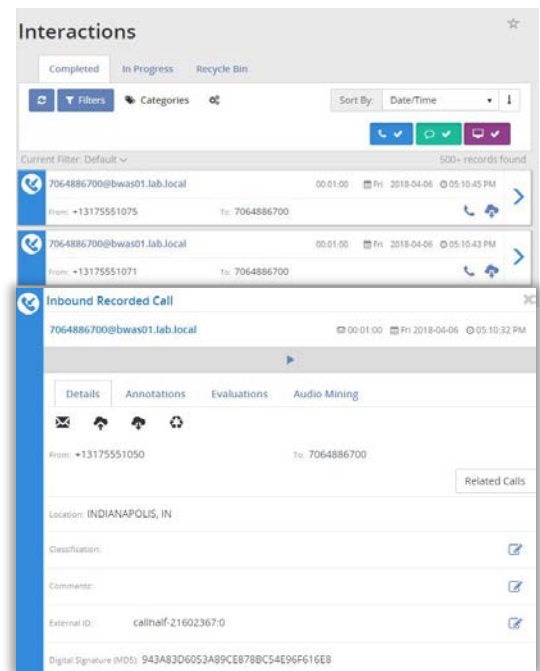 Interactions
Completed In Progress Recycle Bin
Filters Categories Sort By: Date/Time
Current Filter: Default 500+ records found
7064886700@bwas01.lab.local 00:01:00 Fri 2018-04-06 05:10:45 PM
From: +13175551075 To: 7064886700
7064886700@bwas01.lab.local 00:01:00 Fri 2018-04-06 05:10:43 PM
From: +13175551071 To: 7064886700
Inbound Recorded Call
7064886700@bwas01.lab.local 00:01:00 Fri 2018-04-06 05:10:32 PM
Details Annotations Evaluations Audio Mining
From: +13175551050 To: 7064886700
Related Calls
Location: INDIANAPOLIS, IN
Classification:
Comments:
External ID: callhalf-21602367:0
Digital Signature (MD5): 943A83D6053A89CE878BC54E96F616E8